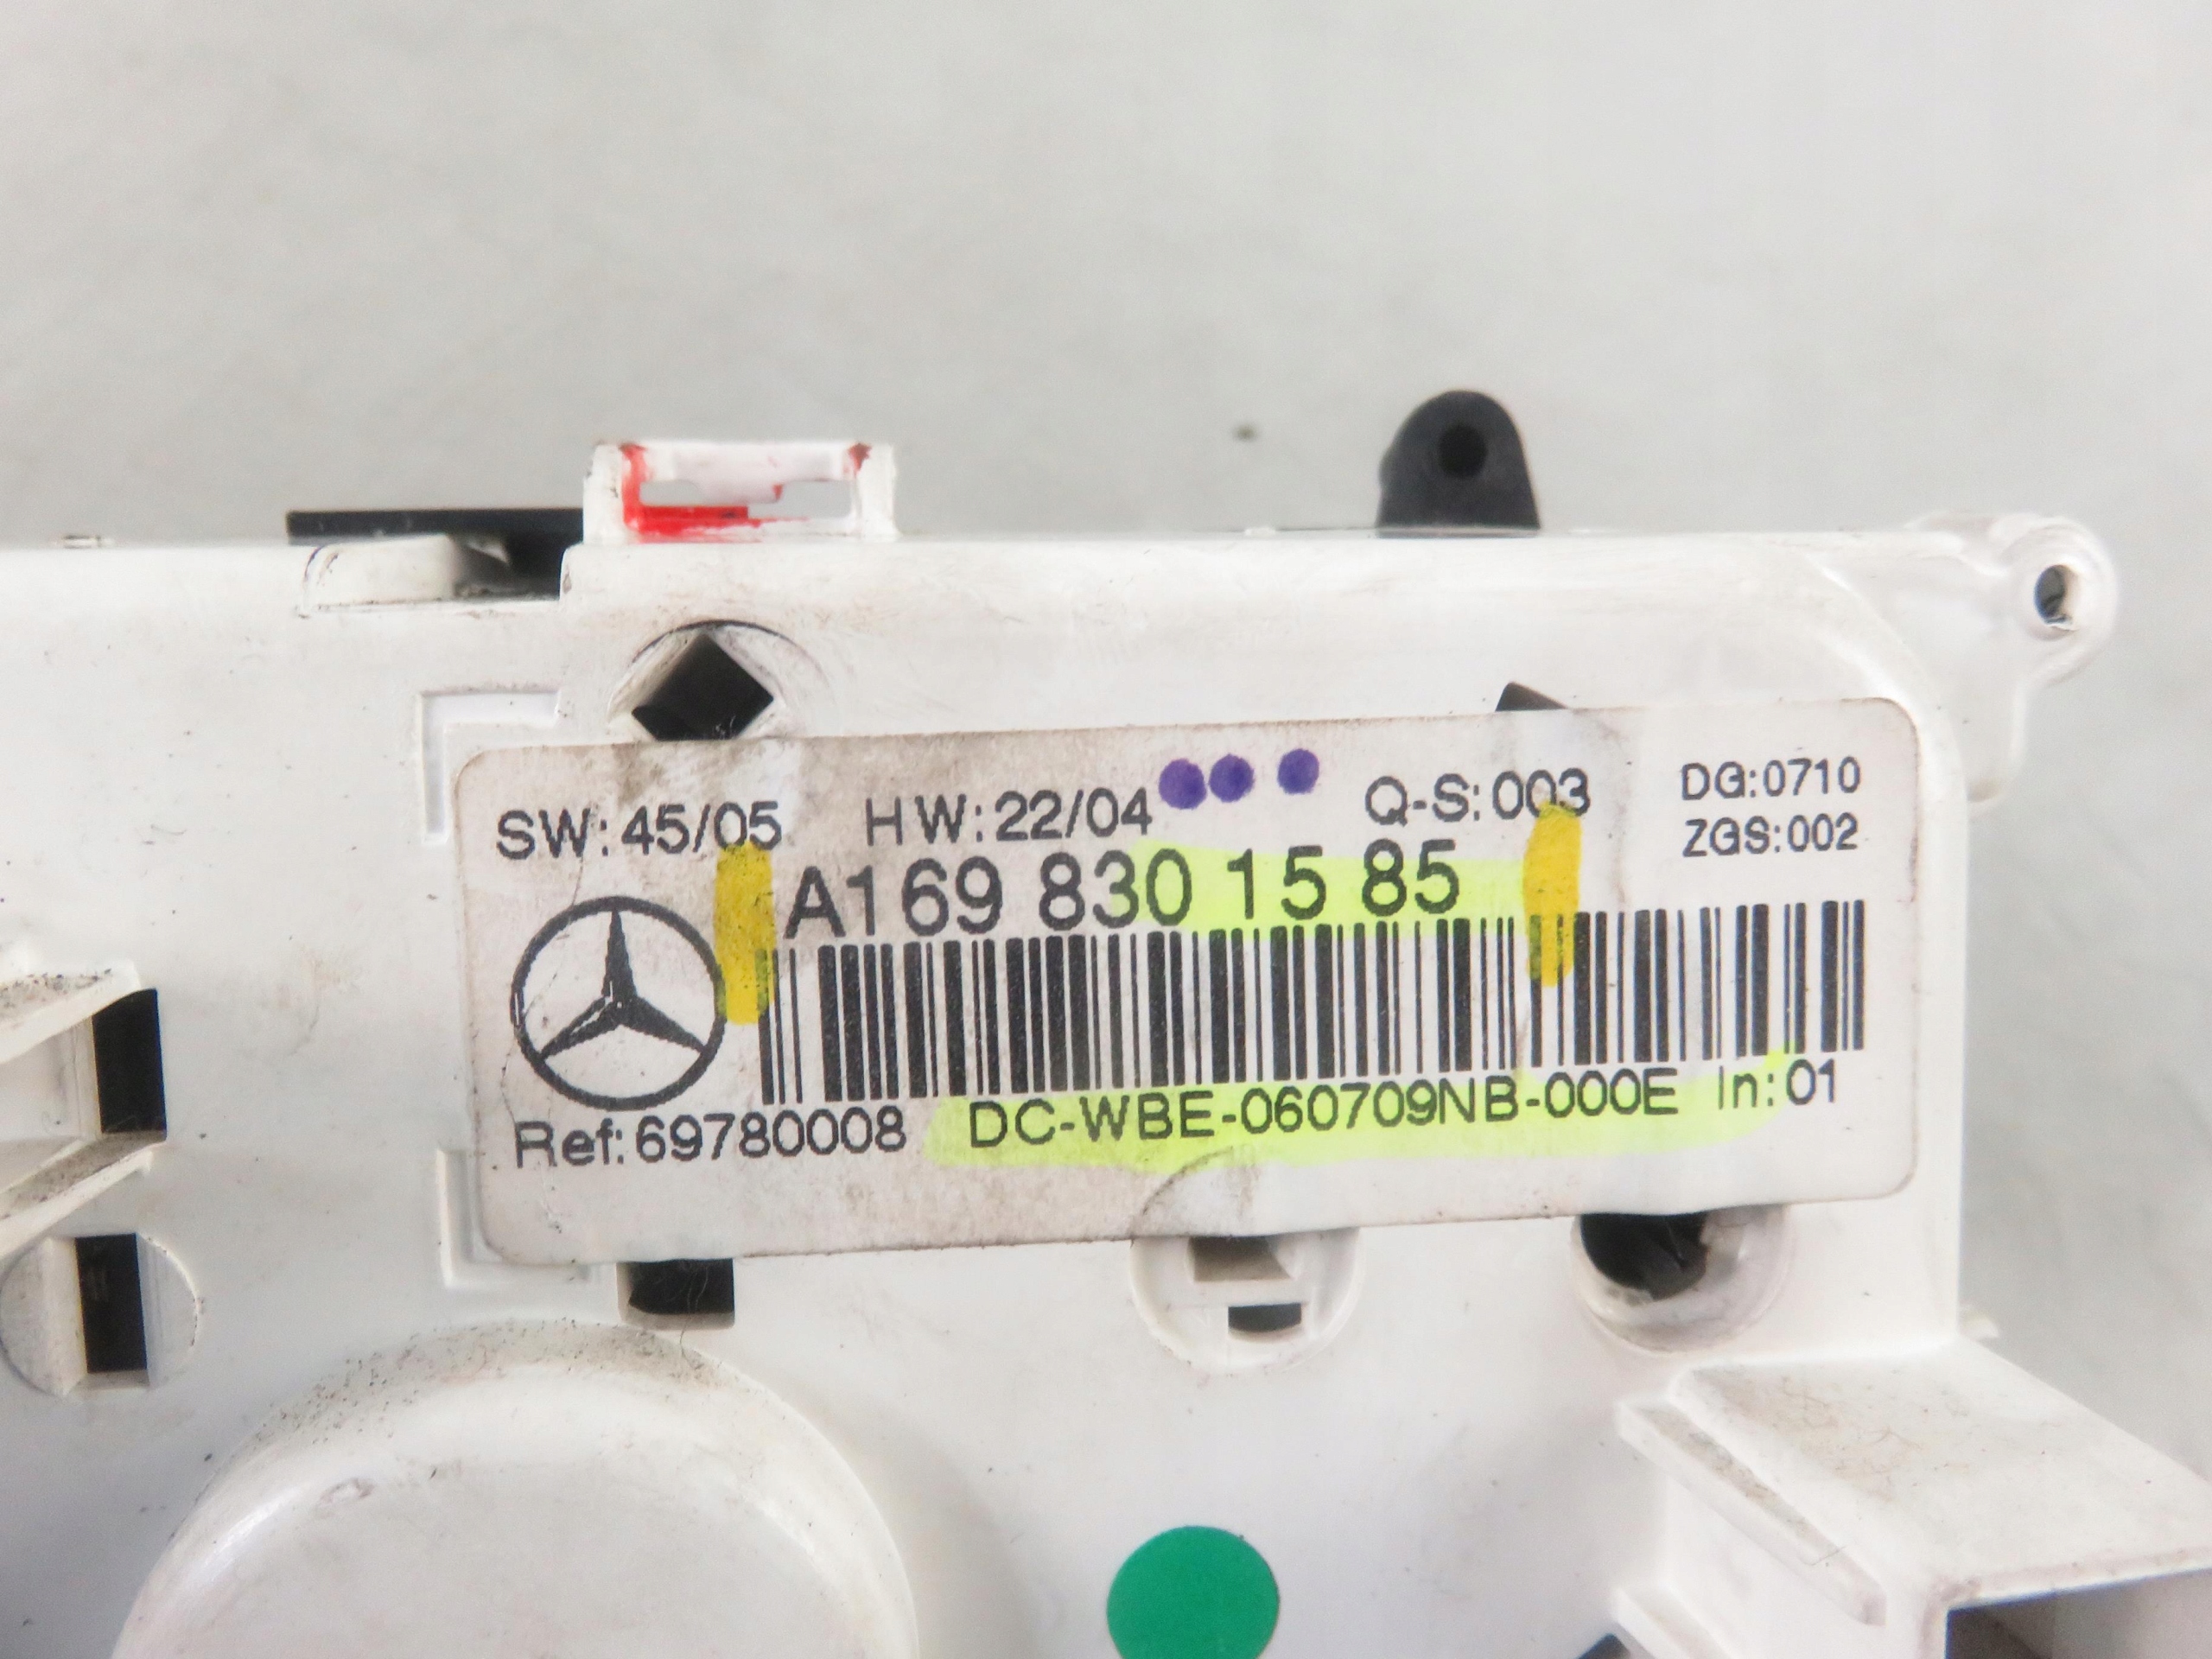 SW: 45/05 HW: 22/04 Q-S: 003 DG:0710
ZGS:002
A169 830 15 85
Ref: 69780008 DC-WBE-060709NB-000E In: 01